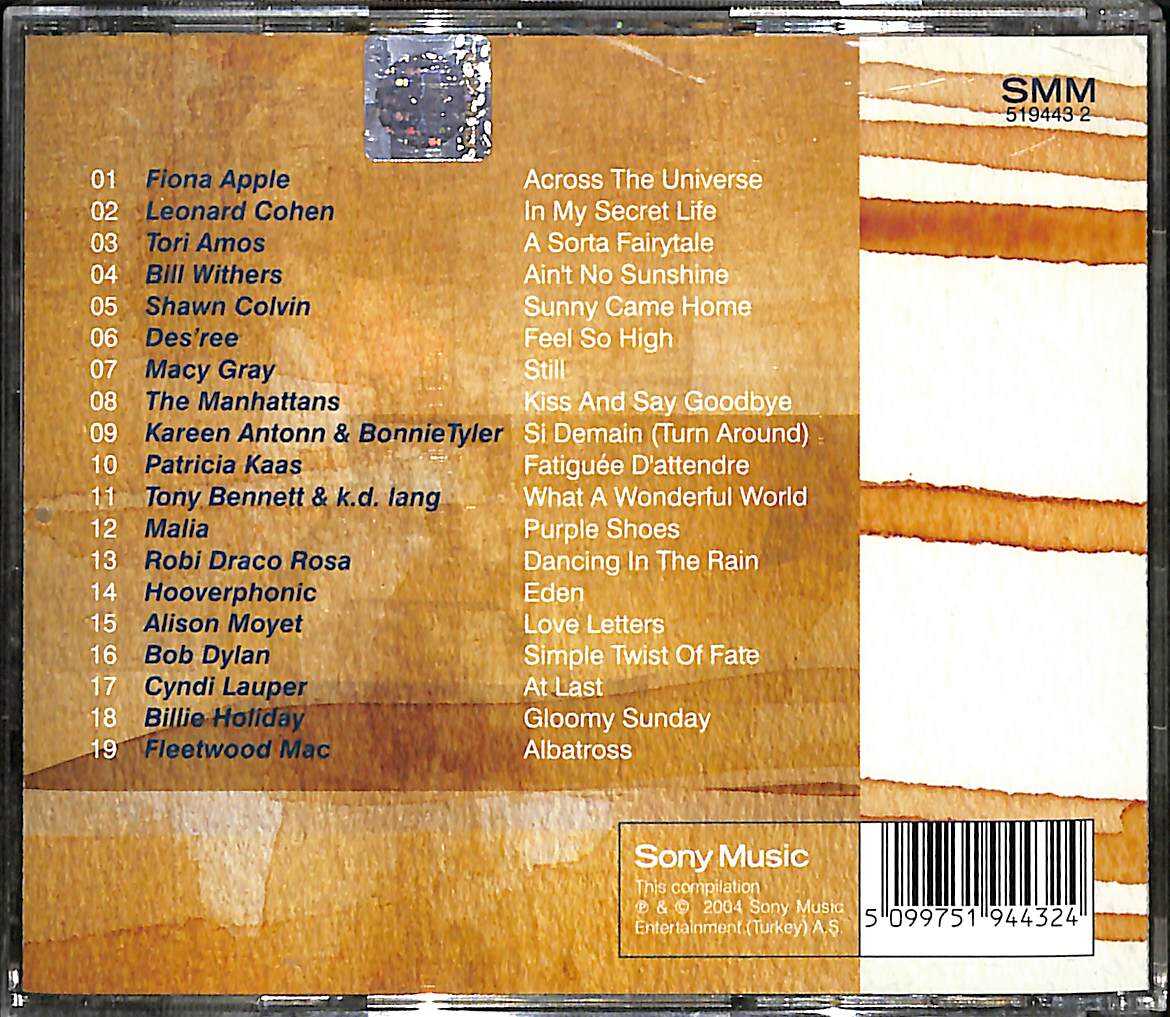 SMM
519443 2
01 Fiona Apple Across The Universe
02 Leonard Cohen In My Secret Life
03 Tori Amos A Sorta Fairytale
04 Bill Withers Ain't No Sunshine
05 Shawn Colvin Sunny Came Home
06 Des'ree Feel So High
07 Macy Gray Still
08 The Manhattans Kiss And Say Goodbye
09 Kareen Antonn & BonnieTyler Si Demain (Turn Around)
10 Patricia Kaas Fatiguée D'attendre
11 Tony Bennett & k.d. lang What A Wonderful World
12 Malia Purple Shoes
13 Robi Draco Rosa Dancing In The Rain
14 Hooverphonic Eden
15 Alison Moyet Love Letters
16 Bob Dylan Simple Twist Of Fate
17 Cyndi Lauper At Last
18 Billie Holiday Gloomy Sunday
19 Fleetwood Mac Albatross
Sony Music
This compilation
℗ & © 2004 Sony Music
Entertainment (Turkey) A.Ş.
5 099751 944324